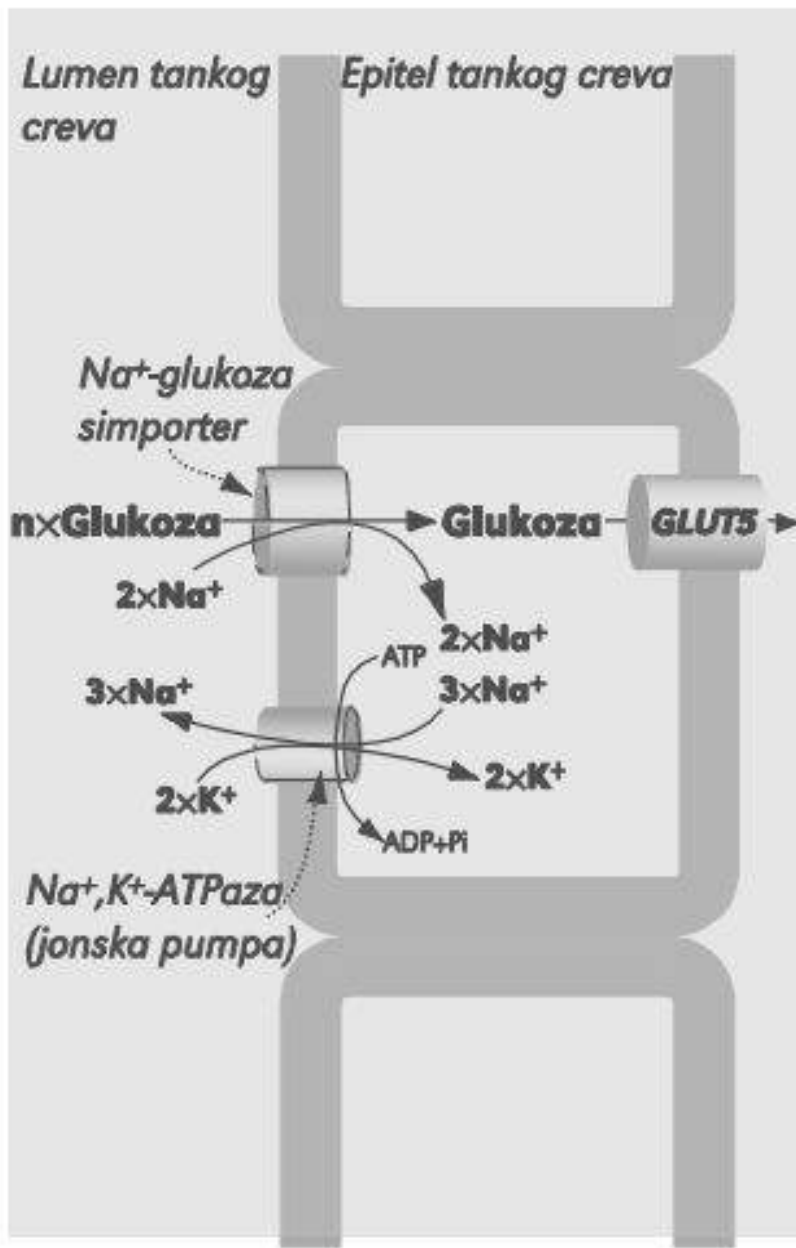 Lumen tankog
creva
Epitel tankog creva
Na⁺-glukoza
simporter
n×Glukoza
Glukoza
GLUT5
2×Na⁺
2×Na⁺
ATP
3×Na⁺
3×Na⁺
2×K⁺
2×K⁺
ADP+Pi
Na⁺,K⁺-ATPaza
(jonska pumpa)